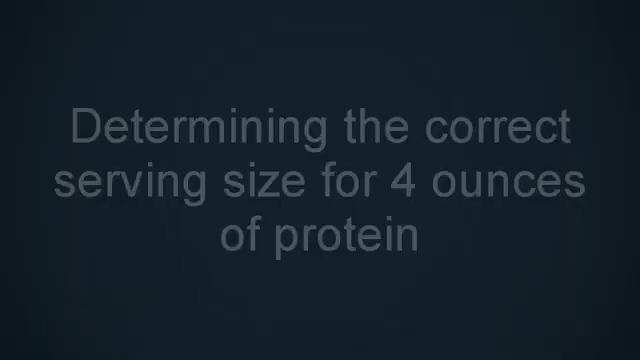 Determining the correct
serving size for 4 ounces
of protein